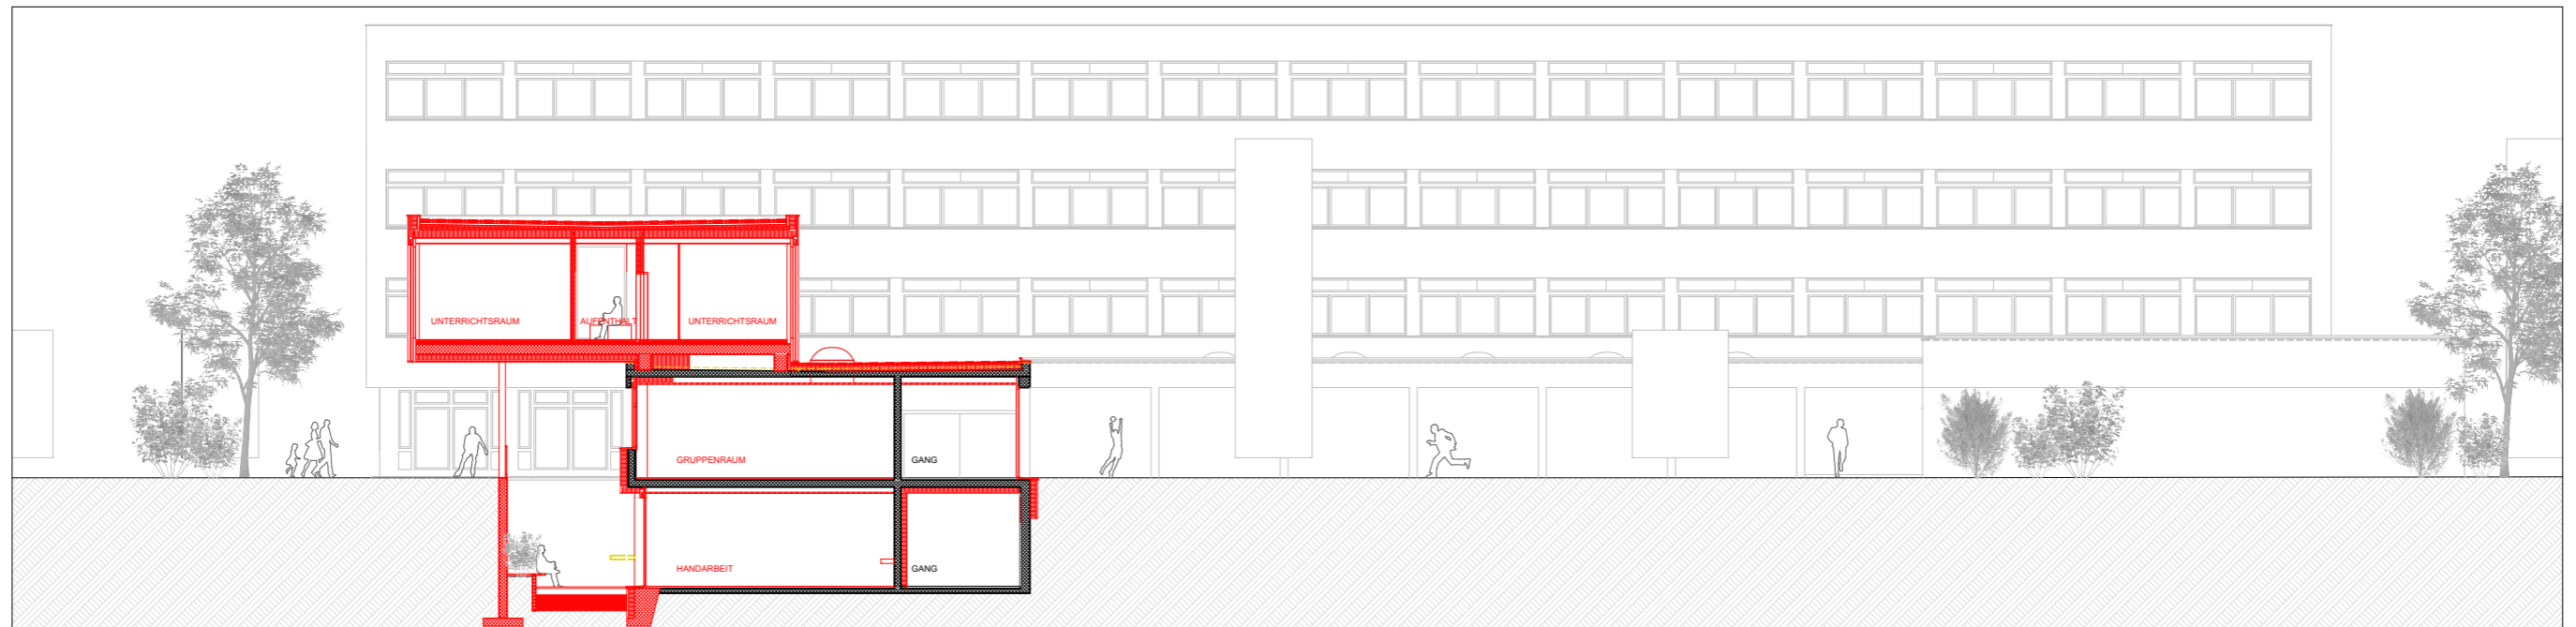 UNTERRICHTSRAUM
AUFENTHALT
UNTERRICHTSRAUM
GRUPPENRAUM
GANG
HANDARBEIT
GANG